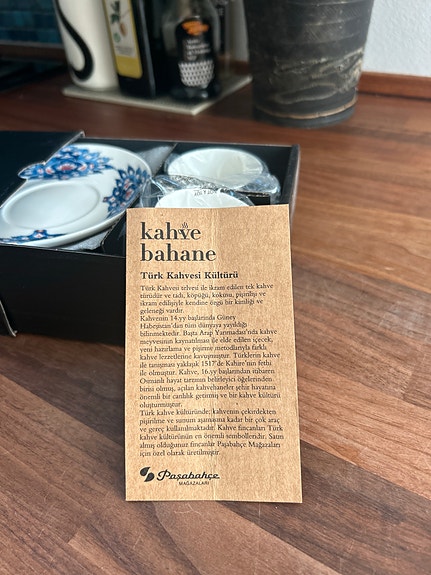 kahve
bahane
Türk Kahvesi Kültürü
Türk Kahvesi telvesi ile ikram edilen tek kahve
türüdür ve tadı, köpüğü, kokusu, pişirilişi ve
ikram edilişiyle kendine özgü bir kimliği ve
geleneği vardır.
Kahvenin 14.yy başlarında Güney
Habeşistan'dan tüm dünyaya yayıldığı
bilinmektedir. Başta Arap Yarımadası'nda kahve
meyvesinin kaynatılması ile elde edilen içecek,
yeni hazırlama ve pişirme metodlarıyla farklı
kahve lezzetlerine kavuşmuştur. Türklerin kahve
ile tanışması yaklaşık 1517'de Kahire'nin fethi
ile olmuştur. Kahve, 16.yy başlarından itibaren
Osmanlı hayat tarzının belirleyici öğelerinden
birisi olmuş, açılan kahvehaneler şehir hayatına
önemli bir canlılık getirmiş ve bir kahve kültürü
oluşturmuştur.
Türk kahve kültüründe; kahvenin çekirdekten
pişirilme ve sunum aşamasına kadar bir çok araç
ve gereç kullanılmaktadır. Kahve fincanları Türk
kahve kültürünün en önemli sembolleridir. Satın
almış olduğunuz fincanlar Paşabahçe Mağazaları
için özel olarak üretilmiştir.
Paşabahçe
MAĞAZALARI